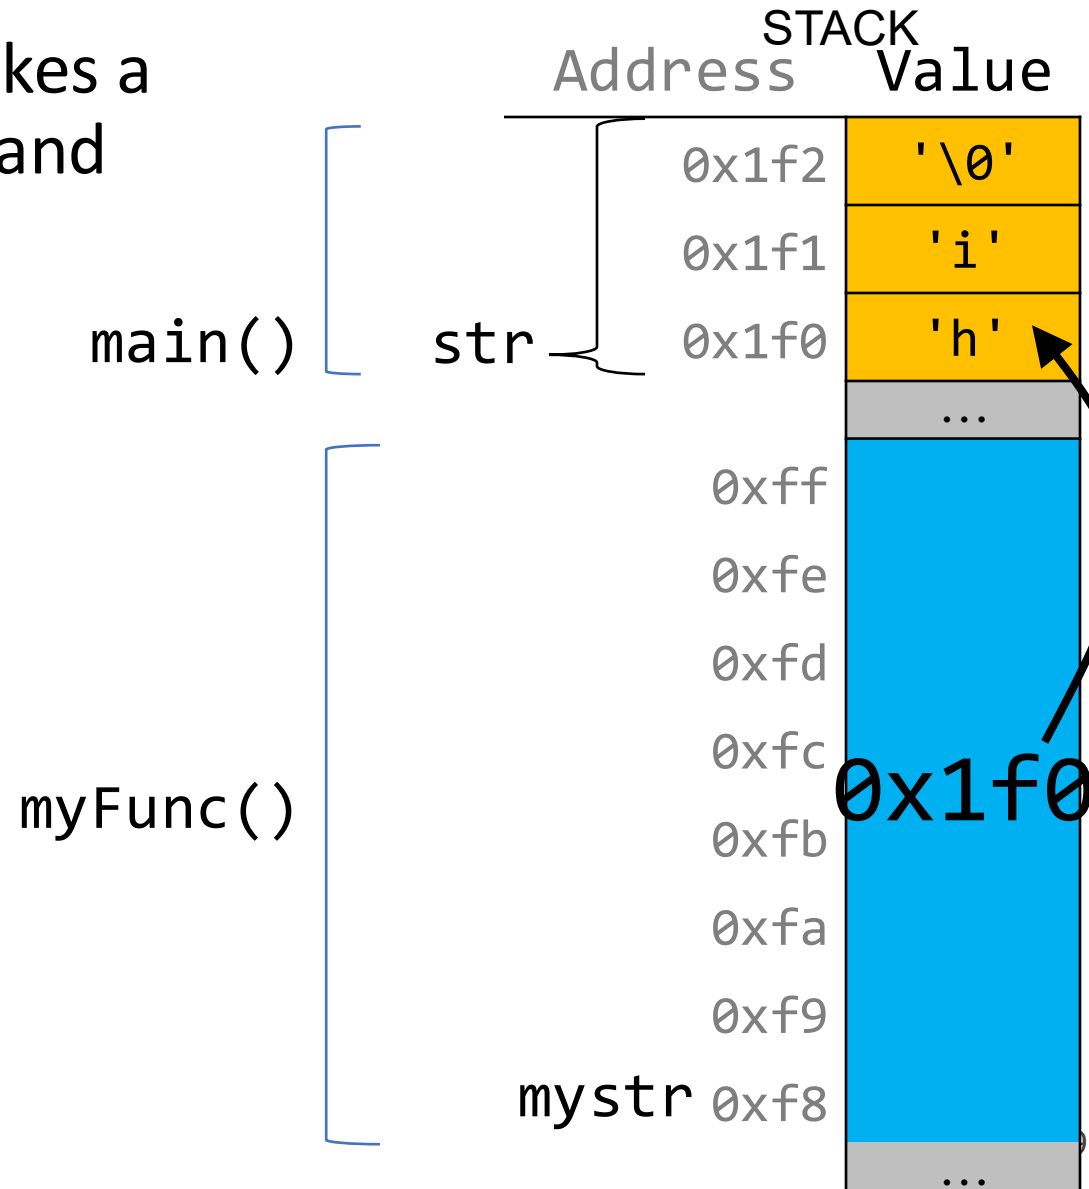 kes a
and
STACK
Address Value
0x1f2 '\0'
0x1f1 'i'
main() str 0x1f0 'h'
...
0xff
0xfe
0xfd
0xfc
0x1f0
myFunc()
0xfb
0xfa
0xf9
mystr 0xf8
...